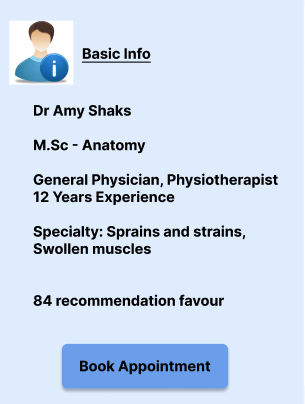 Basic Info
Dr Amy Shaks
M.Sc - Anatomy
General Physician, Physiotherapist
12 Years Experience
Specialty: Sprains and strains,
Swollen muscles
84 recommendation favour
Book Appointment